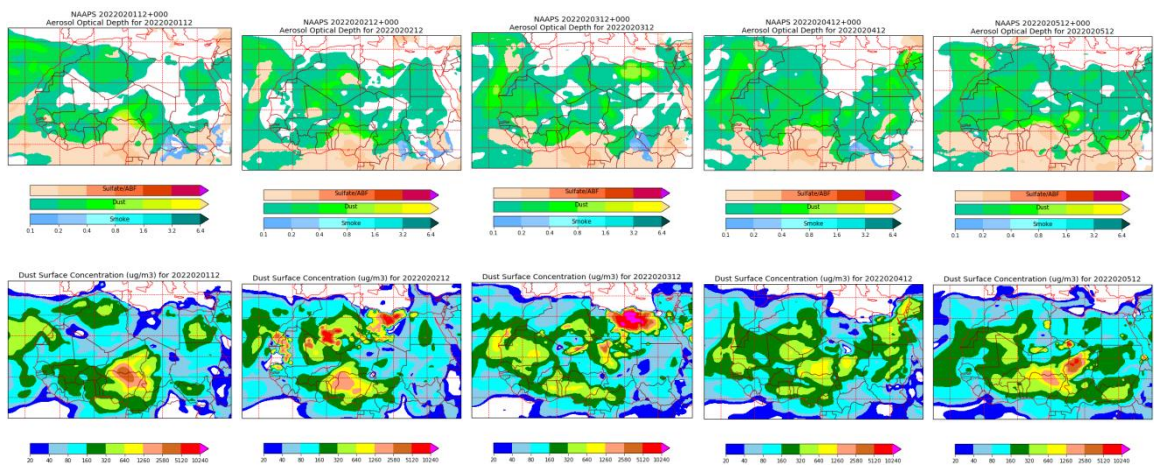 NAAPS 2022020112+000
Aerosol Optical Depth for 2022020112
NAAPS 2022020212+000
Aerosol Optical Depth for 2022020212
NAAPS 2022020312+000
Aerosol Optical Depth for 2022020312
NAAPS 2022020412+000
Aerosol Optical Depth for 2022020412
NAAPS 2022020512+000
Aerosol Optical Depth for 2022020512
Sulfate/ABF
Dust
Smoke
0.1 0.2 0.4 0.8 1.6 3.2 6.4
Sulfate/ABF
Dust
Smoke
0.1 0.2 0.4 0.8 1.6 3.2 6.4
Sulfate/ABF
Dust
Smoke
0.1 0.2 0.4 0.8 1.6 3.2 6.4
Sulfate/ABF
Dust
Smoke
0.1 0.2 0.4 0.8 1.6 3.2 6.4
Sulfate/ABF
Dust
Smoke
0.1 0.2 0.4 0.8 1.6 3.2 6.4
Dust Surface Concentration (ug/m3) for 2022020112
Dust Surface Concentration (ug/m3) for 2022020212
Dust Surface Concentration (ug/m3) for 2022020312
Dust Surface Concentration (ug/m3) for 2022020412
Dust Surface Concentration (ug/m3) for 2022020512
20 40 80 160 320 640 1260 2580 5120 10240
20 40 80 160 320 640 1260 2580 5120 10240
20 40 80 160 320 640 1260 2580 5120 10240
20 40 80 160 320 640 1260 2580 5120 10240
20 40 80 160 320 640 1260 2580 5120 10240